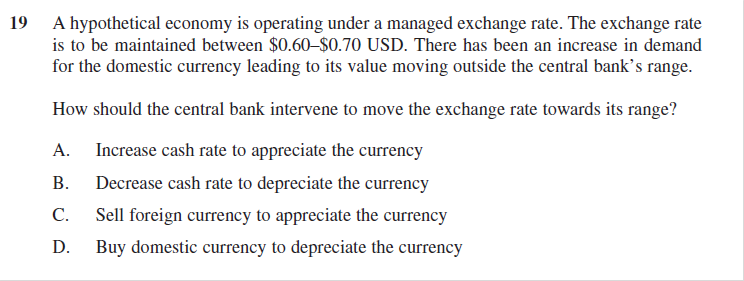 19 A hypothetical economy is operating under a managed exchange rate. The exchange rate
is to be maintained between $0.60–$0.70 USD. There has been an increase in demand
for the domestic currency leading to its value moving outside the central bank's range.
How should the central bank intervene to move the exchange rate towards its range?
A. Increase cash rate to appreciate the currency
B. Decrease cash rate to depreciate the currency
C. Sell foreign currency to appreciate the currency
D. Buy domestic currency to depreciate the currency